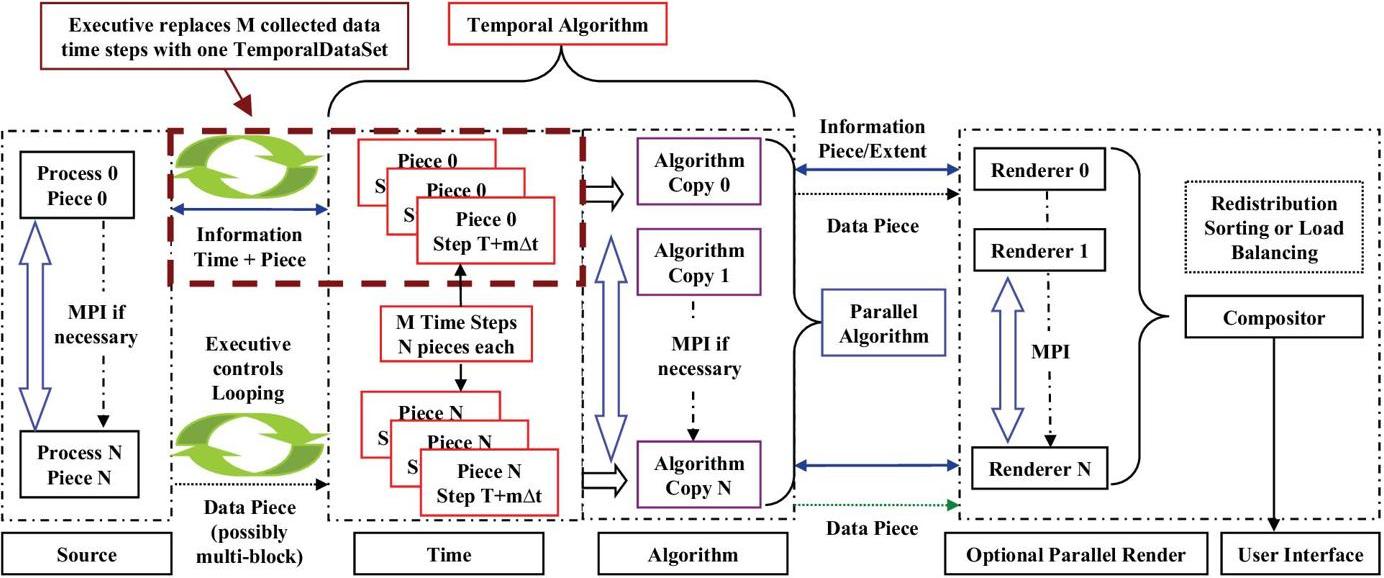 Executive replaces M collected data
time steps with one TemporalDataSet
Temporal Algorithm
Process 0
Piece 0
MPI if
necessary
Process N
Piece N
Source
Information
Time + Piece
Executive
controls
Looping
Data Piece
(possibly
multi-block)
Piece 0
S
Piece 0
S
Piece 0
Step T+mΔt
M Time Steps
N pieces each
Piece N
S
Piece N
S
Piece N
Step T+mΔt
Time
Algorithm
Copy 0
Algorithm
Copy 1
MPI if
necessary
Algorithm
Copy N
Algorithm
Information
Piece/Extent
Data Piece
Parallel
Algorithm
Data Piece
Renderer 0
Renderer 1
MPI
Renderer N
Optional Parallel Render
Redistribution
Sorting or Load
Balancing
Compositor
User Interface